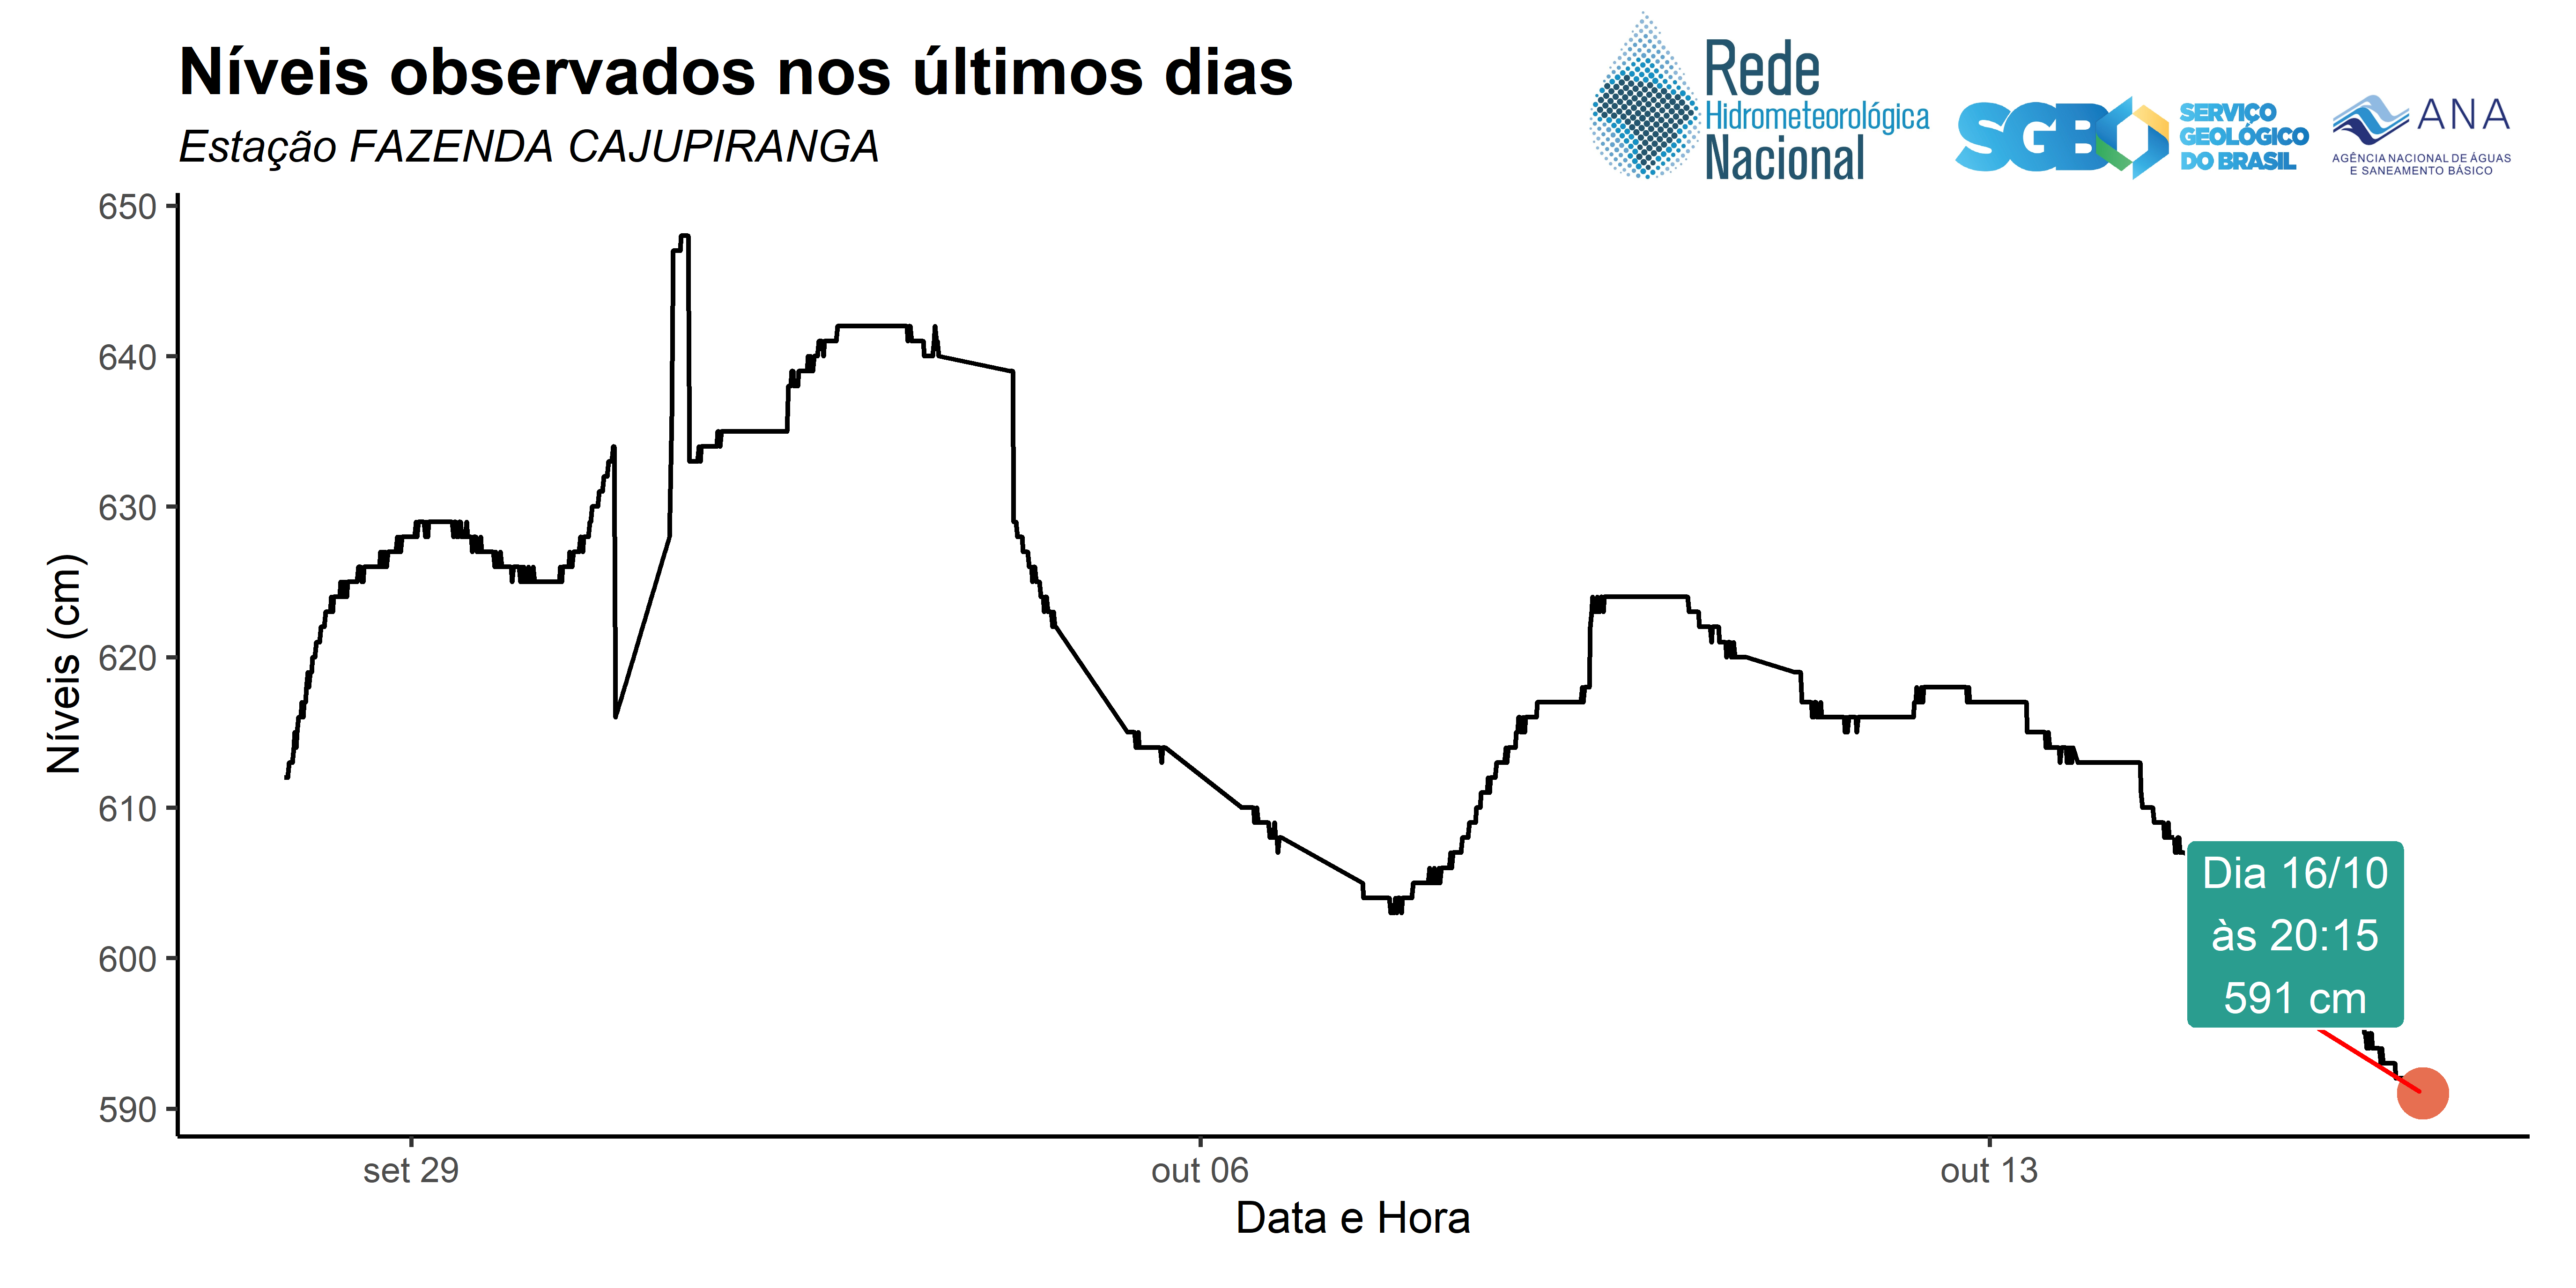 Níveis observados nos últimos dias
Estação FAZENDA CAJUPIRANGA
Rede
Hidrometeorológica
Nacional
SGB
SERVIÇO
GEOLÓGICO
DO BRASIL
ANA
AGÊNCIA NACIONAL DE ÁGUAS
E SANEAMENTO BÁSICO
Níveis (cm)
650
640
630
620
610
600
590
Dia 16/10
às 20:15
591 cm
set 29
out 06
out 13
Data e Hora